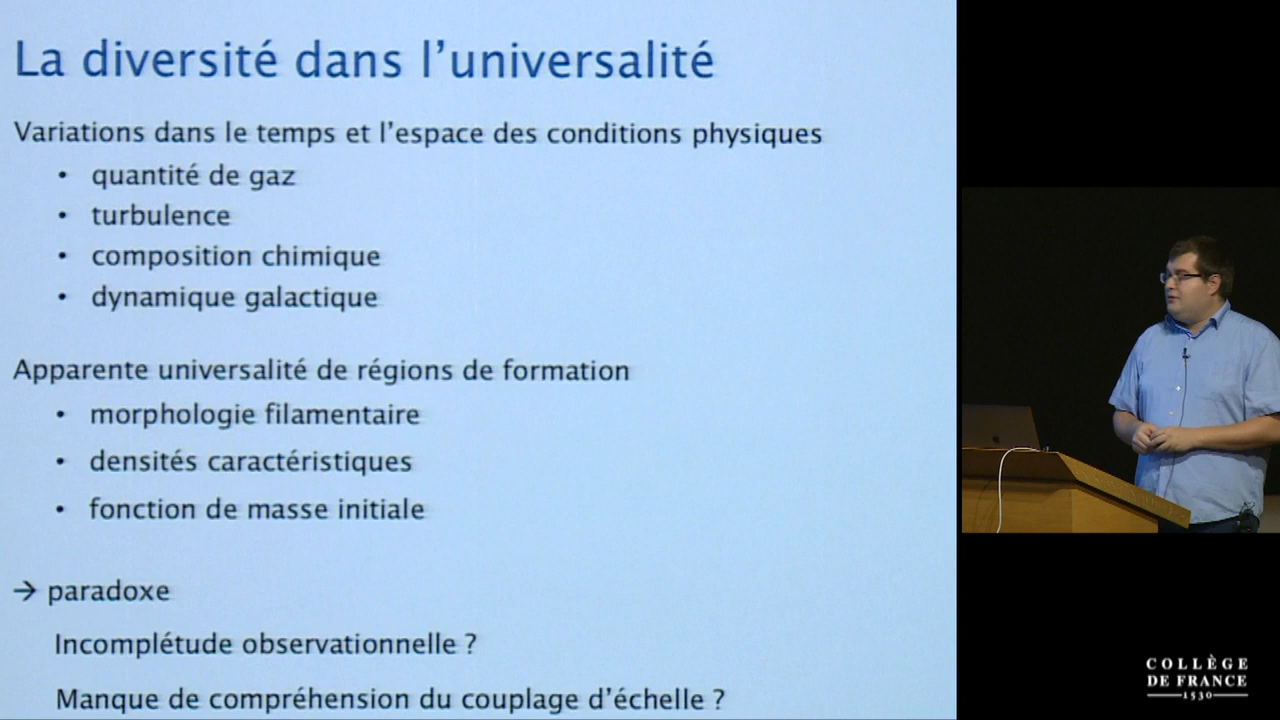 La diversité dans l'universalité
Variations dans le temps et l'espace des conditions physiques
• quantité de gaz
• turbulence
• composition chimique
• dynamique galactique
Apparente universalité de régions de formation
• morphologie filamentaire
• densités caractéristiques
• fonction de masse initiale
→ paradoxe
Incomplétude observationnelle ?
Manque de compréhension du couplage d'échelle ?
COLLÈGE
DE FRANCE
1530